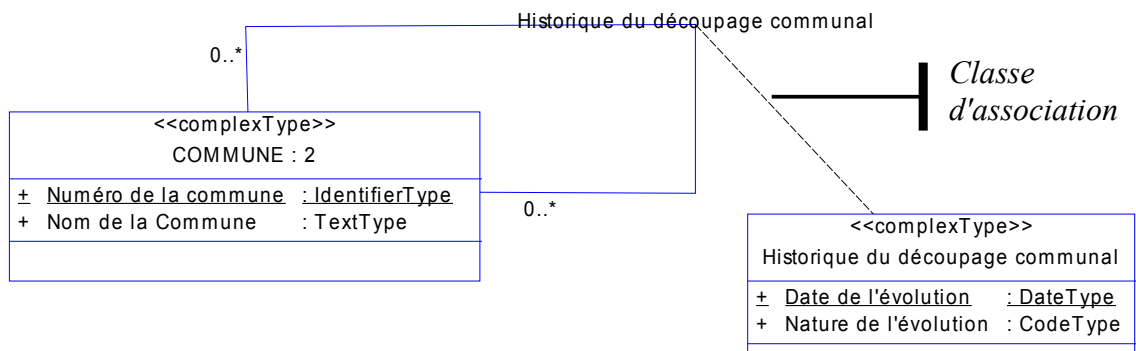 Historique du découpage communal
0..*
Classe
d'association
<<complexType>>
COMMUNE : 2
+ Numéro de la commune : IdentifierType
+ Nom de la Commune : TextType
0..*
<<complexType>>
Historique du découpage communal
+ Date de l'évolution : DateType
+ Nature de l'évolution : CodeType